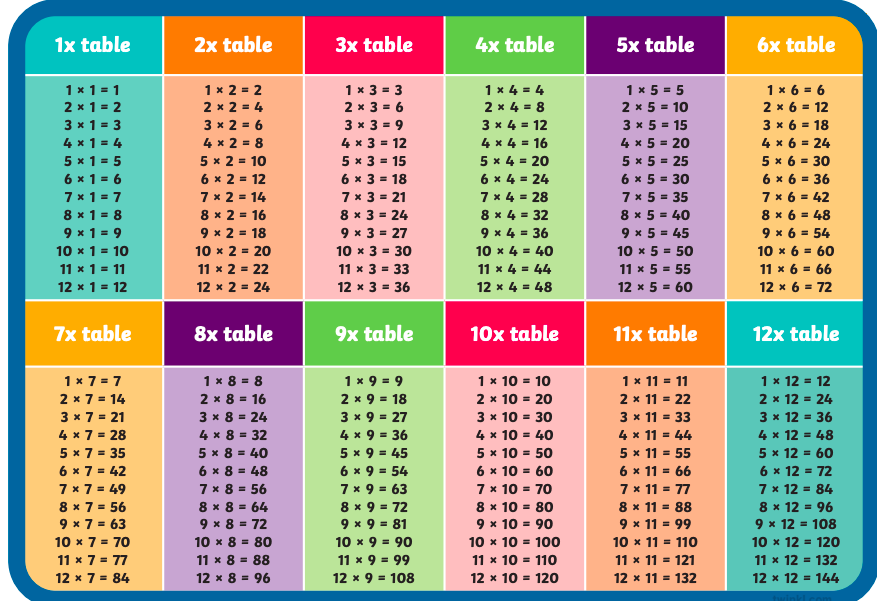 1x table
1 × 1 = 1
2 × 1 = 2
3 × 1 = 3
4 × 1 = 4
5 × 1 = 5
6 × 1 = 6
7 × 1 = 7
8 × 1 = 8
9 × 1 = 9
10 × 1 = 10
11 × 1 = 11
12 × 1 = 12
2x table
1 × 2 = 2
2 × 2 = 4
3 × 2 = 6
4 × 2 = 8
5 × 2 = 10
6 × 2 = 12
7 × 2 = 14
8 × 2 = 16
9 × 2 = 18
10 × 2 = 20
11 × 2 = 22
12 × 2 = 24
3x table
1 × 3 = 3
2 × 3 = 6
3 × 3 = 9
4 × 3 = 12
5 × 3 = 15
6 × 3 = 18
7 × 3 = 21
8 × 3 = 24
9 × 3 = 27
10 × 3 = 30
11 × 3 = 33
12 × 3 = 36
4x table
1 × 4 = 4
2 × 4 = 8
3 × 4 = 12
4 × 4 = 16
5 × 4 = 20
6 × 4 = 24
7 × 4 = 28
8 × 4 = 32
9 × 4 = 36
10 × 4 = 40
11 × 4 = 44
12 × 4 = 48
5x table
1 × 5 = 5
2 × 5 = 10
3 × 5 = 15
4 × 5 = 20
5 × 5 = 25
6 × 5 = 30
7 × 5 = 35
8 × 5 = 40
9 × 5 = 45
10 × 5 = 50
11 × 5 = 55
12 × 5 = 60
6x table
1 × 6 = 6
2 × 6 = 12
3 × 6 = 18
4 × 6 = 24
5 × 6 = 30
6 × 6 = 36
7 × 6 = 42
8 × 6 = 48
9 × 6 = 54
10 × 6 = 60
11 × 6 = 66
12 × 6 = 72
7x table
1 × 7 = 7
2 × 7 = 14
3 × 7 = 21
4 × 7 = 28
5 × 7 = 35
6 × 7 = 42
7 × 7 = 49
8 × 7 = 56
9 × 7 = 63
10 × 7 = 70
11 × 7 = 77
12 × 7 = 84
8x table
1 × 8 = 8
2 × 8 = 16
3 × 8 = 24
4 × 8 = 32
5 × 8 = 40
6 × 8 = 48
7 × 8 = 56
8 × 8 = 64
9 × 8 = 72
10 × 8 = 80
11 × 8 = 88
12 × 8 = 96
9x table
1 × 9 = 9
2 × 9 = 18
3 × 9 = 27
4 × 9 = 36
5 × 9 = 45
6 × 9 = 54
7 × 9 = 63
8 × 9 = 72
9 × 9 = 81
10 × 9 = 90
11 × 9 = 99
12 × 9 = 108
10x table
1 × 10 = 10
2 × 10 = 20
3 × 10 = 30
4 × 10 = 40
5 × 10 = 50
6 × 10 = 60
7 × 10 = 70
8 × 10 = 80
9 × 10 = 90
10 × 10 = 100
11 × 10 = 110
12 × 10 = 120
11x table
1 × 11 = 11
2 × 11 = 22
3 × 11 = 33
4 × 11 = 44
5 × 11 = 55
6 × 11 = 66
7 × 11 = 77
8 × 11 = 88
9 × 11 = 99
10 × 11 = 110
11 × 11 = 121
12 × 11 = 132
12x table
1 × 12 = 12
2 × 12 = 24
3 × 12 = 36
4 × 12 = 48
5 × 12 = 60
6 × 12 = 72
7 × 12 = 84
8 × 12 = 96
9 × 12 = 108
10 × 12 = 120
11 × 12 = 132
12 × 12 = 144